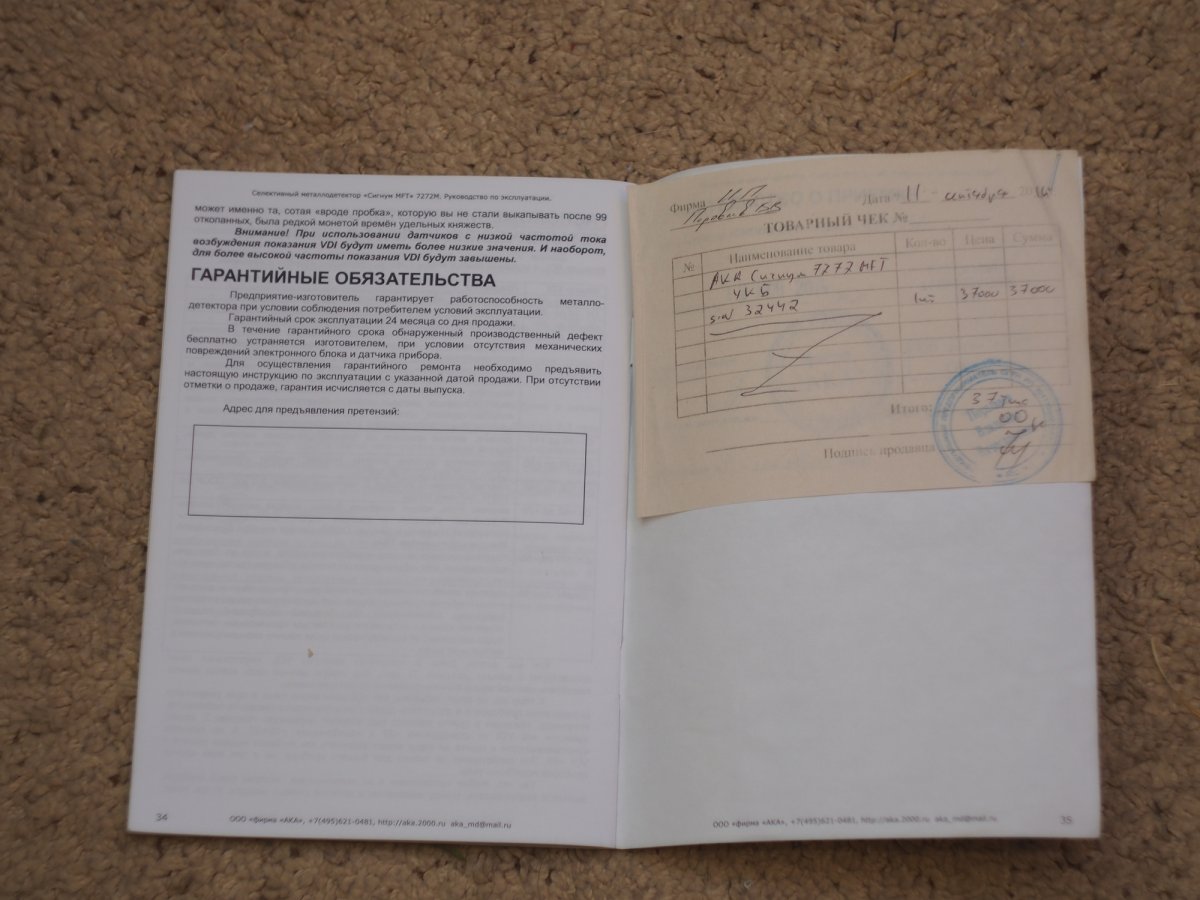 Селективный металлодетектор «Сигнум MFT» 7272M. Руководство по эксплуатации.
может именно та, сотая «вроде пробка», которую вы не стали выкапывать после 99
откопанных, была редкой монетой времён удельных княжеств.
Внимание! При использовании датчиков с низкой частотой тока
возбуждения показания VDI будут иметь более низкие значения. И наоборот,
для более высокой частоты показания VDI будут завышены.
ГАРАНТИЙНЫЕ ОБЯЗАТЕЛЬСТВА
Предприятие-изготовитель гарантирует работоспособность металло-
детектора при условии соблюдения потребителем условий эксплуатации.
Гарантийный срок эксплуатации 24 месяца со дня продажи.
В течение гарантийного срока обнаруженный производственный дефект
бесплатно устраняется изготовителем, при условии отсутствия механических
повреждений электронного блока и датчика прибора.
Для осуществления гарантийного ремонта необходимо предъявить
настоящую инструкцию по эксплуатации с указанной датой продажи. При отсутствии
отметки о продаже, гарантия исчисляется с даты выпуска.
Адрес для предъявления претензий:
34
ООО «фирма «АКА», +7(495)621-0481, http://aka.2000.ru aka_md@mail.ru
Фирма ИП Дата 11
ТОВАРНЫЙ ЧЕК №
№ Наименование товара Кол-во Цена Сумма
АКА Сигнум 7272 MFT
s.n 32442 1шт 37000 37000
Итого: 37 тыс
00
Подпись продавца
ООО «фирма «АКА», +7(495)621-0481, http://aka.2000.ru aka_md@mail.ru
35